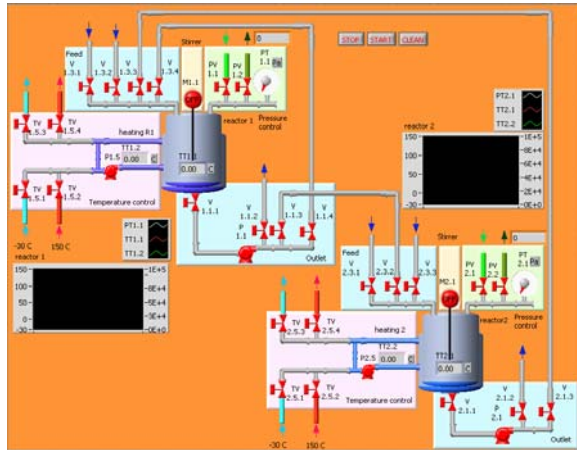 STOP START CLEAN
Feed
V 1.3.1
V 1.3.2
V 1.3.3
V 1.3.4
Stirrer
M1.1
PV 1.1
PV 1.2
PT 1.1
Pa
0
reactor 1
Pressure control
TV 1.5.3
TV 1.5.4
heating R1
TT1.2
P1.5
0.00 C
TT1.1
0.00 C
TV 1.5.1
TV 1.5.2
Temperature control
-30 C
150 C
V 1.1.1
V 1.1.2
P 1.1
V 1.1.3
V 1.1.4
Outlet
PT1.1
TT1.1
TT1.2
reactor 1
150
100
50
0
-30
1E+5
8E+4
6E+4
4E+4
2E+4
0E+0
PT2.1
TT2.1
TT2.2
reactor 2
150
100
50
0
-30
1E+5
8E+4
6E+4
4E+4
2E+4
0E+0
V 2.3.1
V 2.3.2
V 2.3.3
Stirrer
M2.1
PV 2.1
PV 2.2
PT 2.1
Pa
0
reactor2
Pressure control
TV 2.5.3
TV 2.5.4
heating 2
TT2.2
P2.5
0.00 C
TT2.1
0.00 C
TV 2.5.1
TV 2.5.2
Temperature control
-30 C
150 C
V 2.1.1
V 2.1.2
P 2.1
V 2.1.3
Outlet